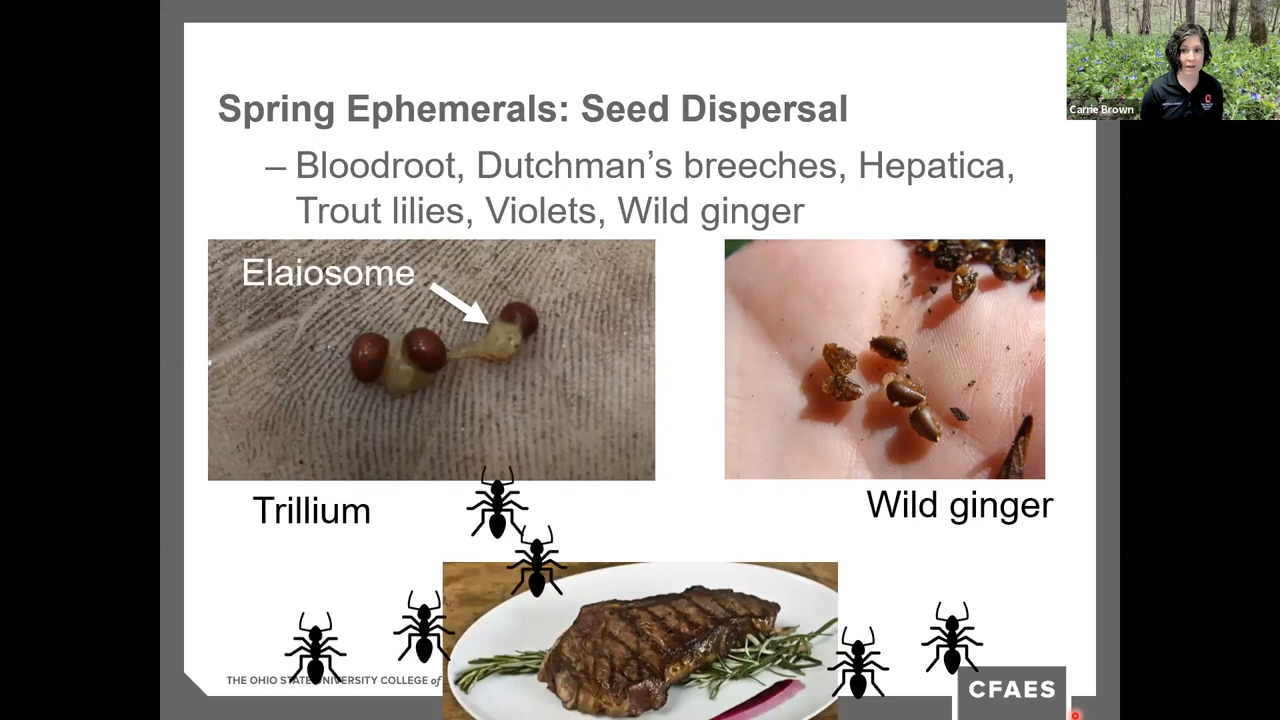 Carrie Brown
Spring Ephemerals: Seed Dispersal
– Bloodroot, Dutchman’s breeches, Hepatica,
Trout lilies, Violets, Wild ginger
Elaiosome
Trillium
Wild ginger
THE OHIO STATE UNIVERSITY COLLEGE of
CFAES